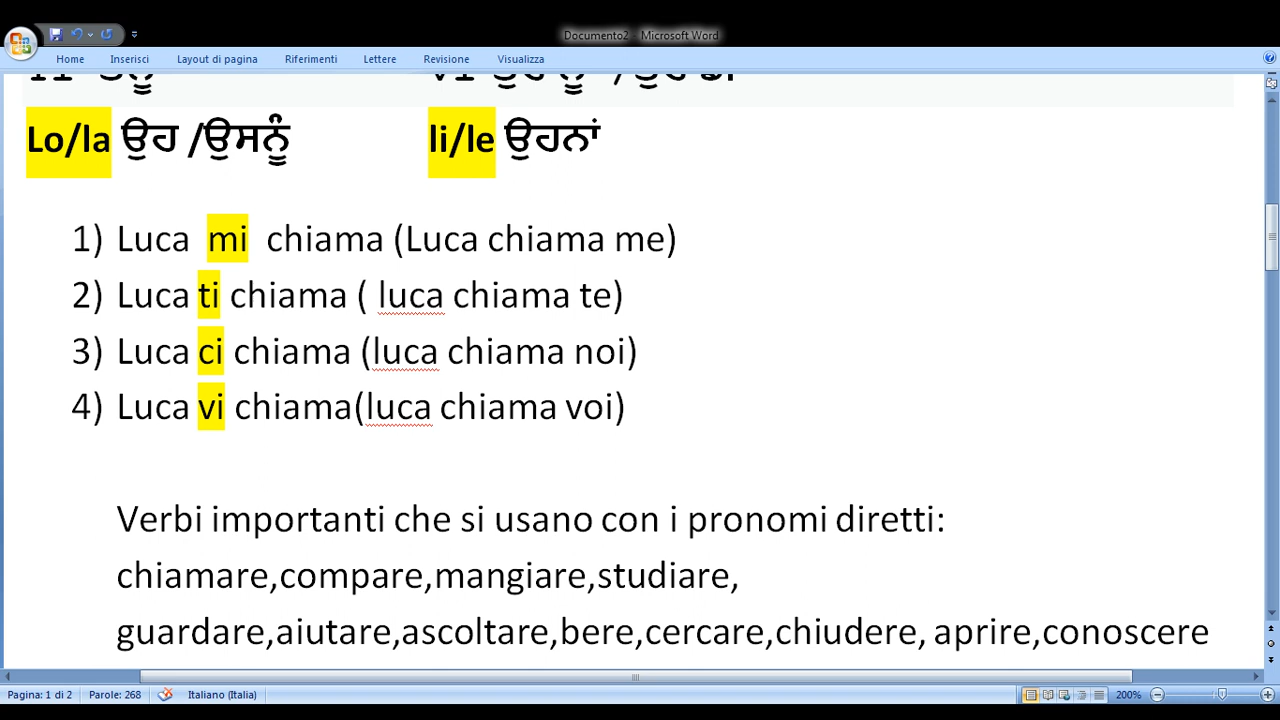 Documento2 - Microsoft Word
Home Inserisci Layout di pagina Riferimenti Lettere Revisione Visualizza
Lo/la ਉਹ /ਉਸਨੂੰ li/le ਉਹਨਾਂ
1) Luca mi chiama (Luca chiama me)
2) Luca ti chiama ( luca chiama te)
3) Luca ci chiama (luca chiama noi)
4) Luca vi chiama(luca chiama voi)
Verbi importanti che si usano con i pronomi diretti:
chiamare,compare,mangiare,studiare,
guardare,aiutare,ascoltare,bere,cercare,chiudere, aprire,conoscere
Pagina: 1 di 2 Parole: 268 Italiano (Italia) 200%